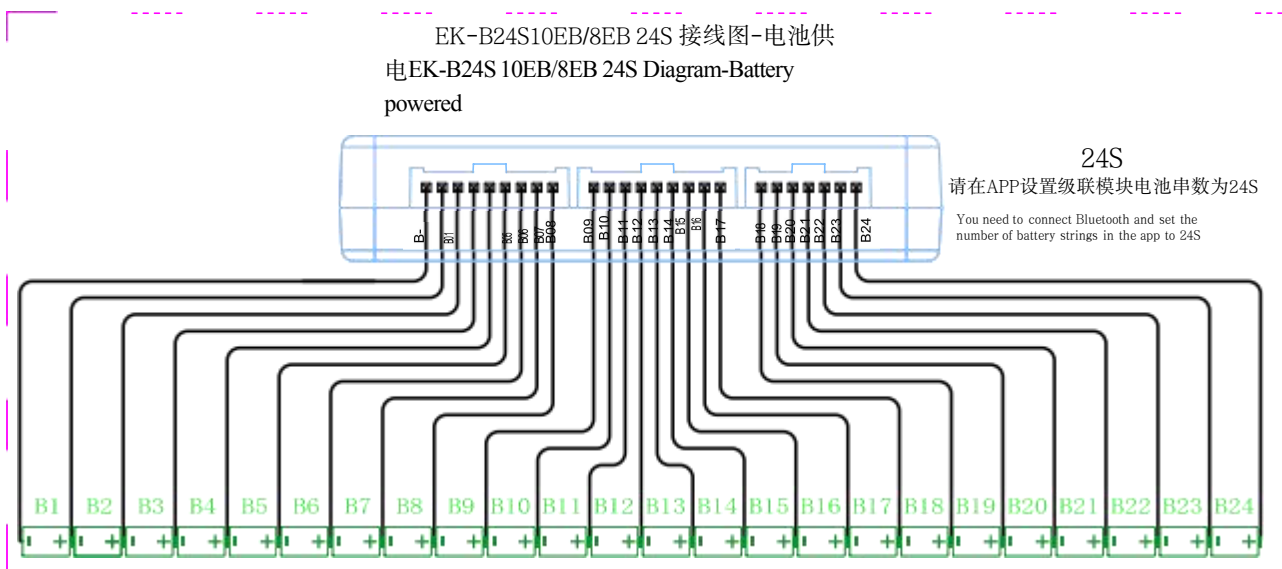 EK-B24S10EB/8EB 24S 接线图-电池供
电EK-B24S 10EB/8EB 24S Diagram-Battery
powered
24S
请在APP设置级联模块电池串数为24S
You need to connect Bluetooth and set the
number of battery strings in the app to 24S
B- B01 B05 B06 B07 B08 B09 B10 B11 B12 B13 B14 B15 B16 B17 B18 B19 B20 B21 B22 B23 B24
B1 B2 B3 B4 B5 B6 B7 B8 B9 B10 B11 B12 B13 B14 B15 B16 B17 B18 B19 B20 B21 B22 B23 B24